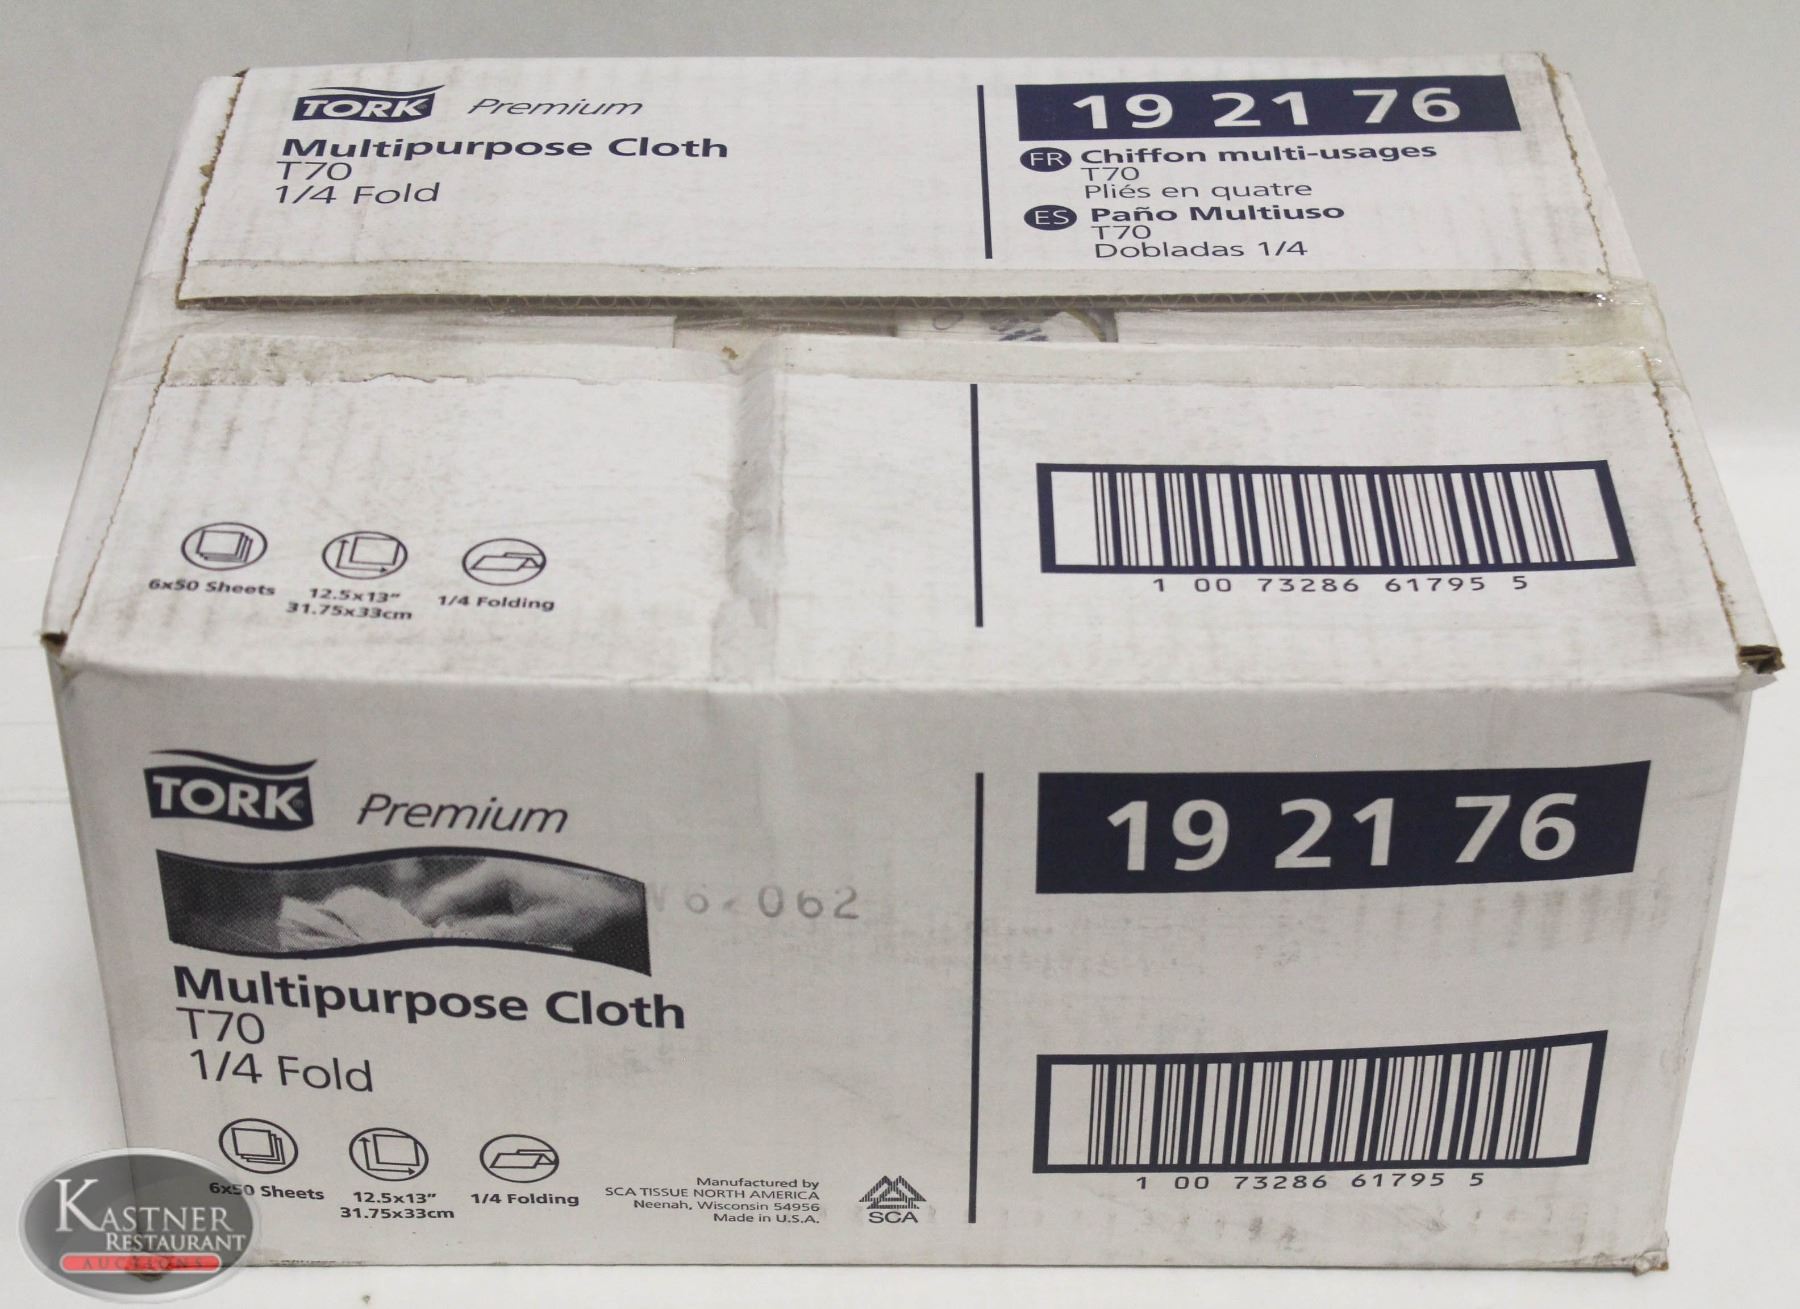 TORK Premium
Multipurpose Cloth
T70
1/4 Fold
19 21 76
FR Chiffon multi-usages
T70
Pliés en quatre
ES Paño Multiuso
T70
Dobladas 1/4
6x50 Sheets
12.5x13"
31.75x33cm
1/4 Folding
1 00 73286 61795 5
TORK® Premium
Multipurpose Cloth
T70
1/4 Fold
6x50 Sheets
12.5x13"
31.75x33cm
1/4 Folding
Manufactured by
SCA TISSUE NORTH AMERICA
Neenah, Wisconsin 54956
Made in U.S.A.
SCA
19 21 76
1 00 73286 61795 5
062
KASTNER
RESTAURANT
AUCTIONS